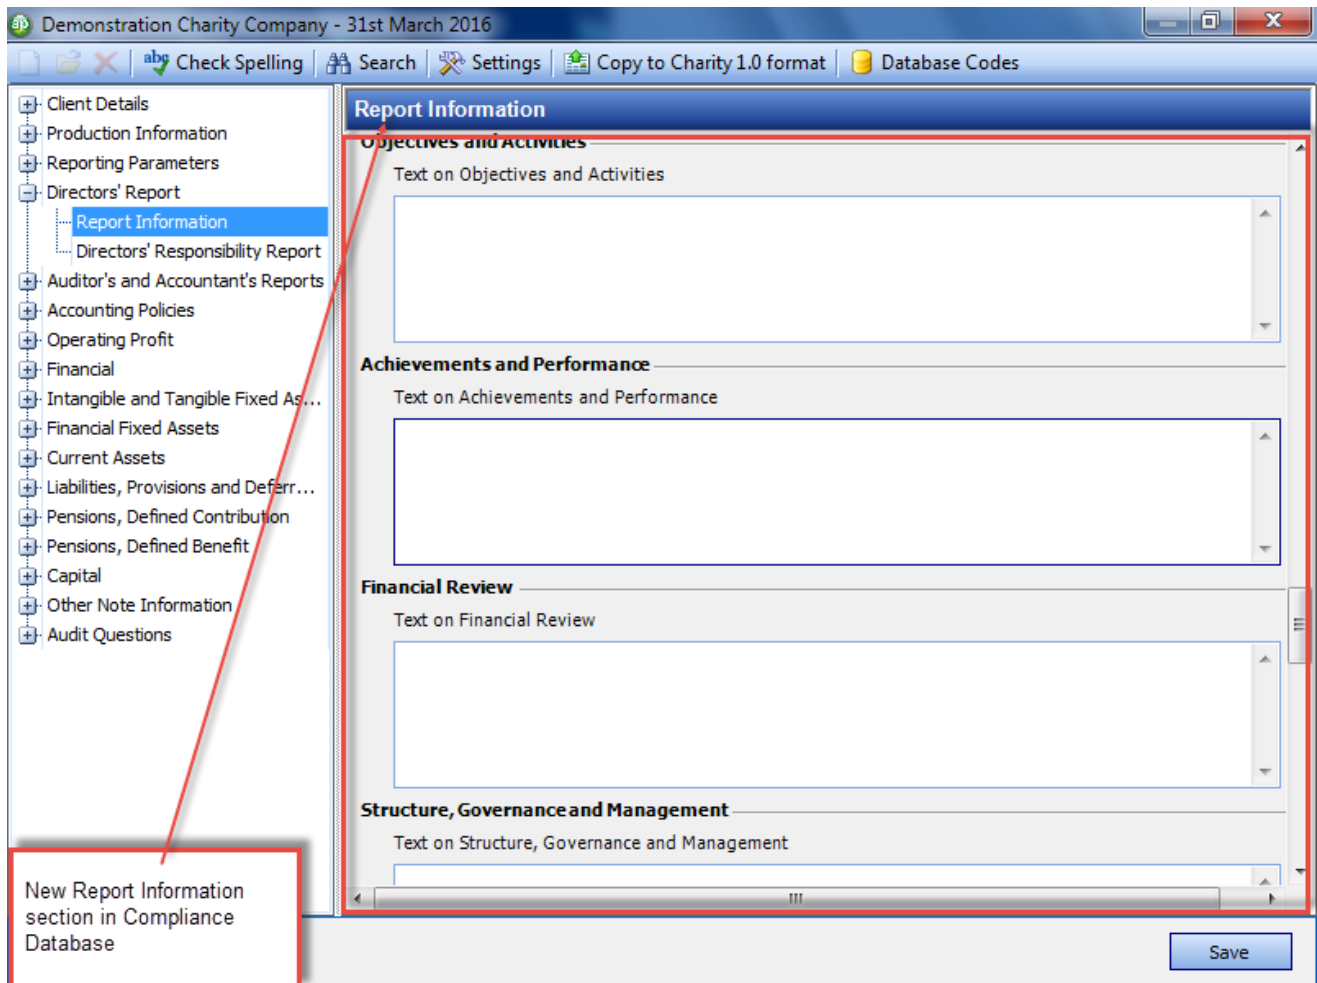 Demonstration Charity Company - 31st March 2016
abc Check Spelling Search Settings Copy to Charity 1.0 format Database Codes
Client Details
Production Information
Reporting Parameters
Directors' Report
Report Information
Directors' Responsibility Report
Auditor's and Accountant's Reports
Accounting Policies
Operating Profit
Financial
Intangible and Tangible Fixed As...
Financial Fixed Assets
Current Assets
Liabilities, Provisions and Deferr...
Pensions, Defined Contribution
Pensions, Defined Benefit
Capital
Other Note Information
Audit Questions
Report Information
Objectives and Activities
Text on Objectives and Activities
Achievements and Performance
Text on Achievements and Performance
Financial Review
Text on Financial Review
Structure, Governance and Management
Text on Structure, Governance and Management
New Report Information
section in Compliance
Database
Save